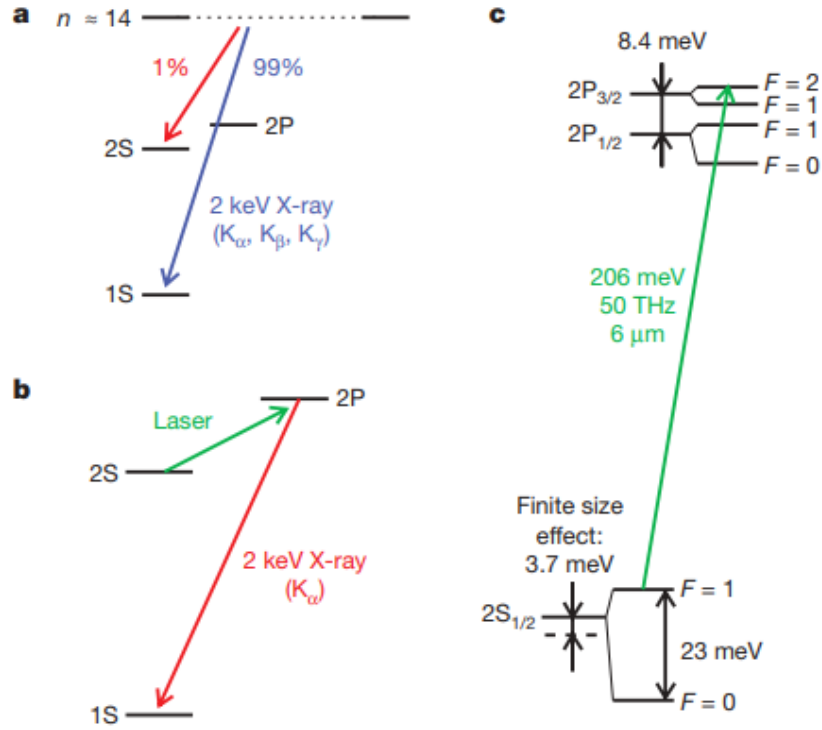 a
n ≈ 14
1%
99%
2P
2S
2 keV X-ray
(Kα, Kβ, Kγ)
1S
b
2P
Laser
2S
2 keV X-ray
(Kα)
1S
c
8.4 meV
2P3/2
F = 2
F = 1
2P1/2
F = 1
F = 0
206 meV
50 THz
6 μm
Finite size
effect:
3.7 meV
2S1/2
F = 1
23 meV
F = 0